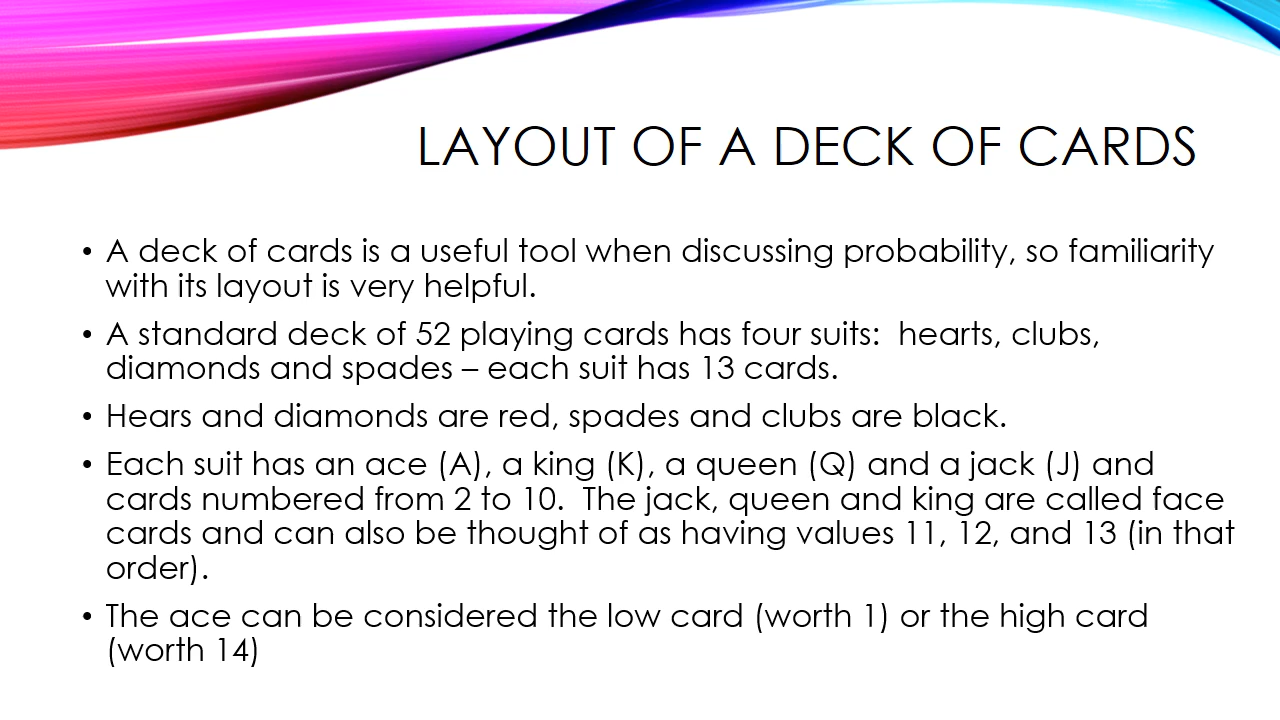 LAYOUT OF A DECK OF CARDS
• A deck of cards is a useful tool when discussing probability, so familiarity
with its layout is very helpful.
• A standard deck of 52 playing cards has four suits:  hearts, clubs,
diamonds and spades – each suit has 13 cards.
• Hears and diamonds are red, spades and clubs are black.
• Each suit has an ace (A), a king (K), a queen (Q) and a jack (J) and
cards numbered from 2 to 10.  The jack, queen and king are called face
cards and can also be thought of as having values 11, 12, and 13 (in that
order).
• The ace can be considered the low card (worth 1) or the high card
(worth 14)